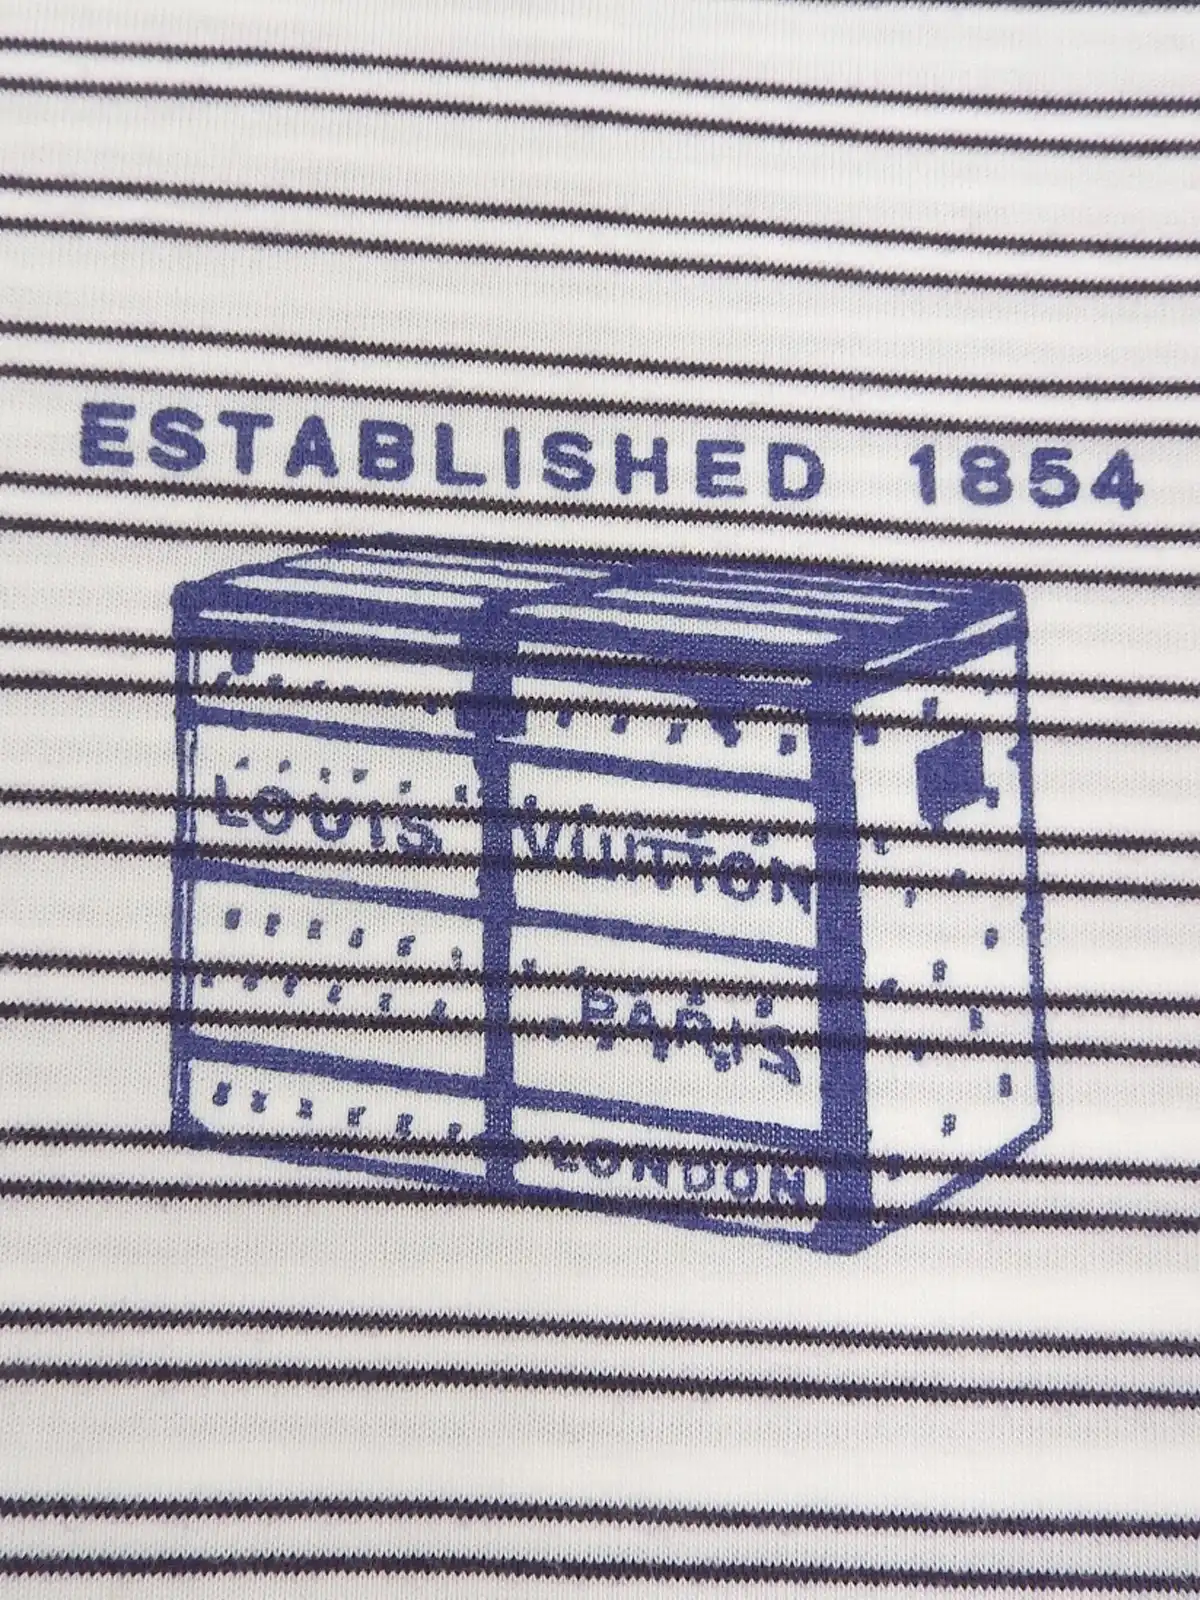 ESTABLISHED 1854
LOUIS VUITTON
PARIS
LONDON